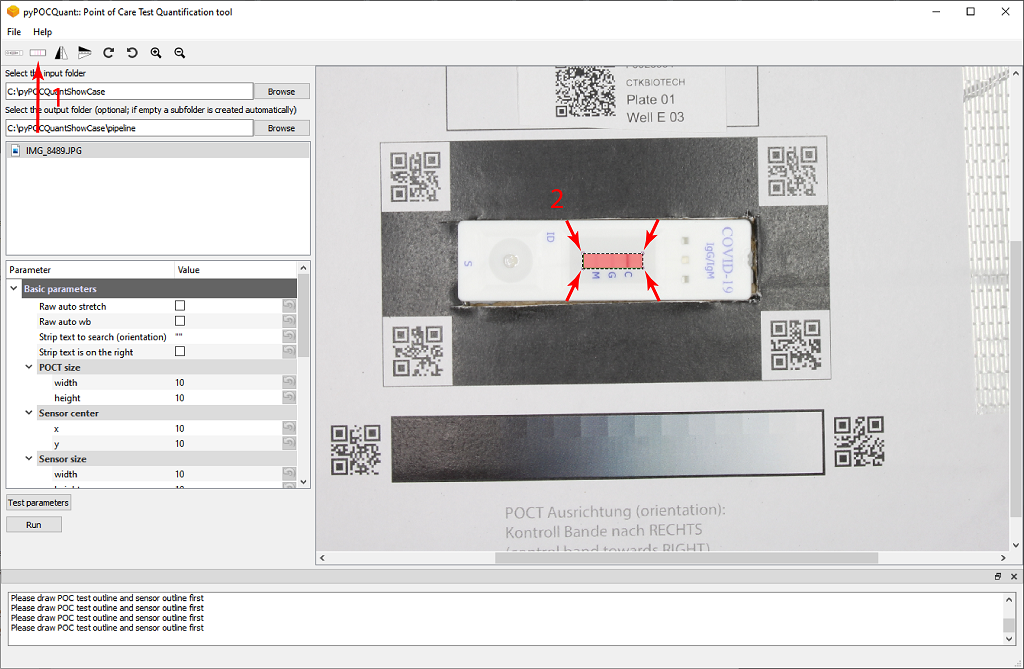 pyPOCQuant:: Point of Care Test Quantification tool
File Help
Select the input folder
1
C:\pyPOCQuantShowCase
Browse
Select the output folder (optional; if empty a subfolder is created automatically)
C:\pyPOCQuantShowCase\pipeline
Browse
IMG_8489.JPG
Parameter Value
Basic parameters
Raw auto stretch
Raw auto wb
Strip text to search (orientation) ""
Strip text is on the right
POCT size
width 10
height 10
Sensor center
x 10
y 10
Sensor size
width 10
Test parameters
Run
CTKBIOTECH
Plate 01
Well E 03
2
S
ID
M
G
C
IgG/IgM
COVID-19
POCT Ausrichtung (orientation):
Kontroll Bande nach RECHTS
(control band towards RIGHT)
Please draw POC test outline and sensor outline first
Please draw POC test outline and sensor outline first
Please draw POC test outline and sensor outline first
Please draw POC test outline and sensor outline first